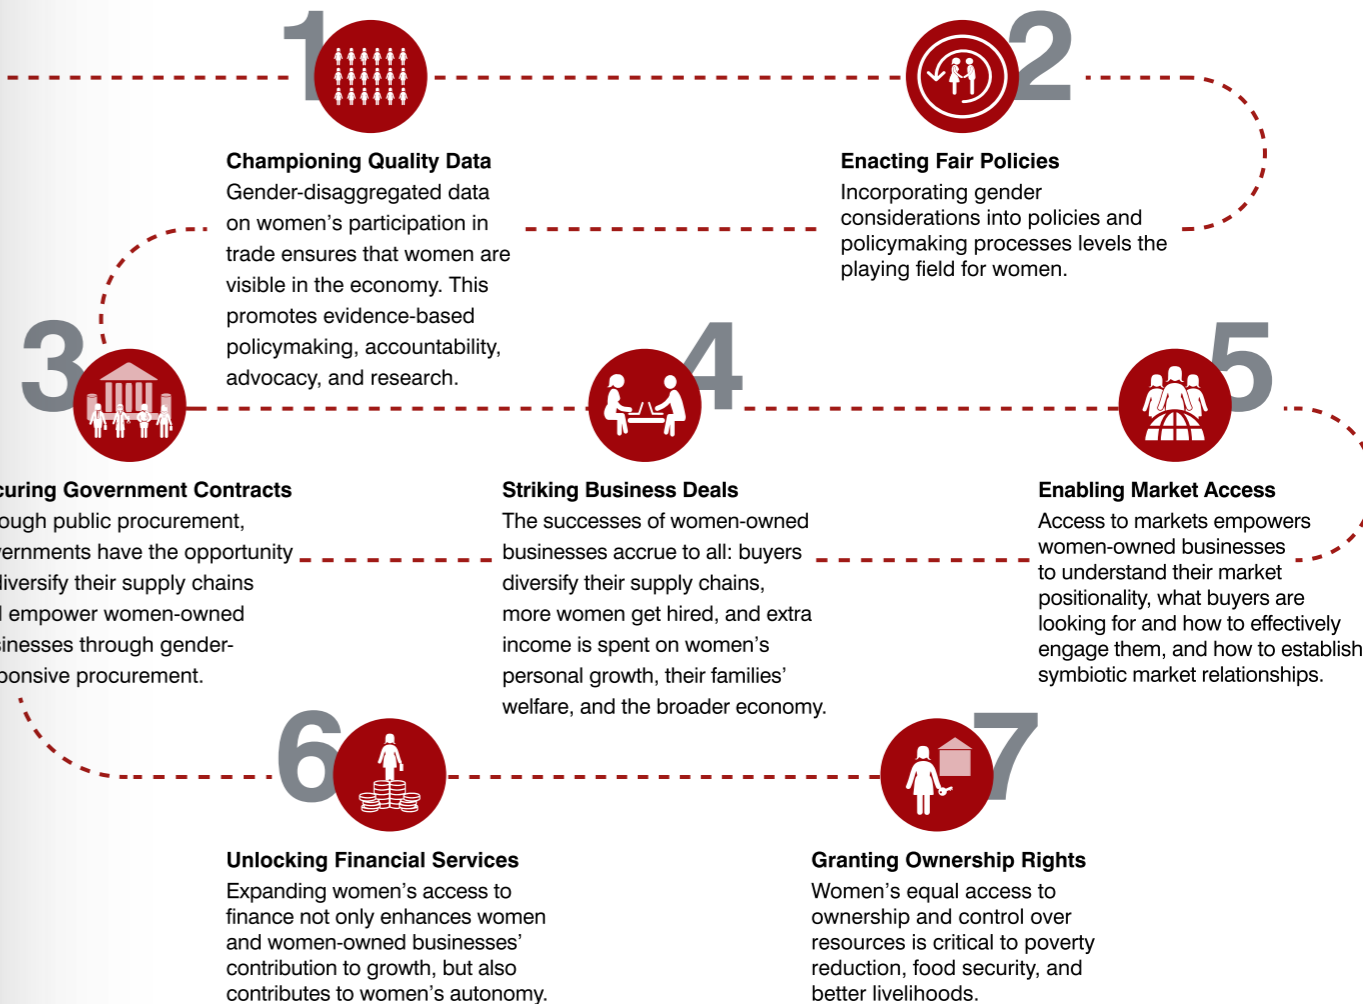 1
Championing Quality Data
Gender-disaggregated data
on women’s participation in
trade ensures that women are
visible in the economy. This
promotes evidence-based
policymaking, accountability,
advocacy, and research.
2
Enacting Fair Policies
Incorporating gender
considerations into policies and
policymaking processes levels the
playing field for women.
3
curing Government Contracts
ough public procurement,
vernments have the opportunity
diversify their supply chains
empower women-owned
sinesses through gender-
ponsive procurement.
4
Striking Business Deals
The successes of women-owned
businesses accrue to all: buyers
diversify their supply chains,
more women get hired, and extra
income is spent on women’s
personal growth, their families’
welfare, and the broader economy.
5
Enabling Market Access
Access to markets empowers
women-owned businesses
to understand their market
positionality, what buyers are
looking for and how to effectively
engage them, and how to establish
symbiotic market relationships.
6
Unlocking Financial Services
Expanding women’s access to
finance not only enhances women
and women-owned businesses’
contribution to growth, but also
contributes to women’s autonomy.
7
Granting Ownership Rights
Women’s equal access to
ownership and control over
resources is critical to poverty
reduction, food security, and
better livelihoods.